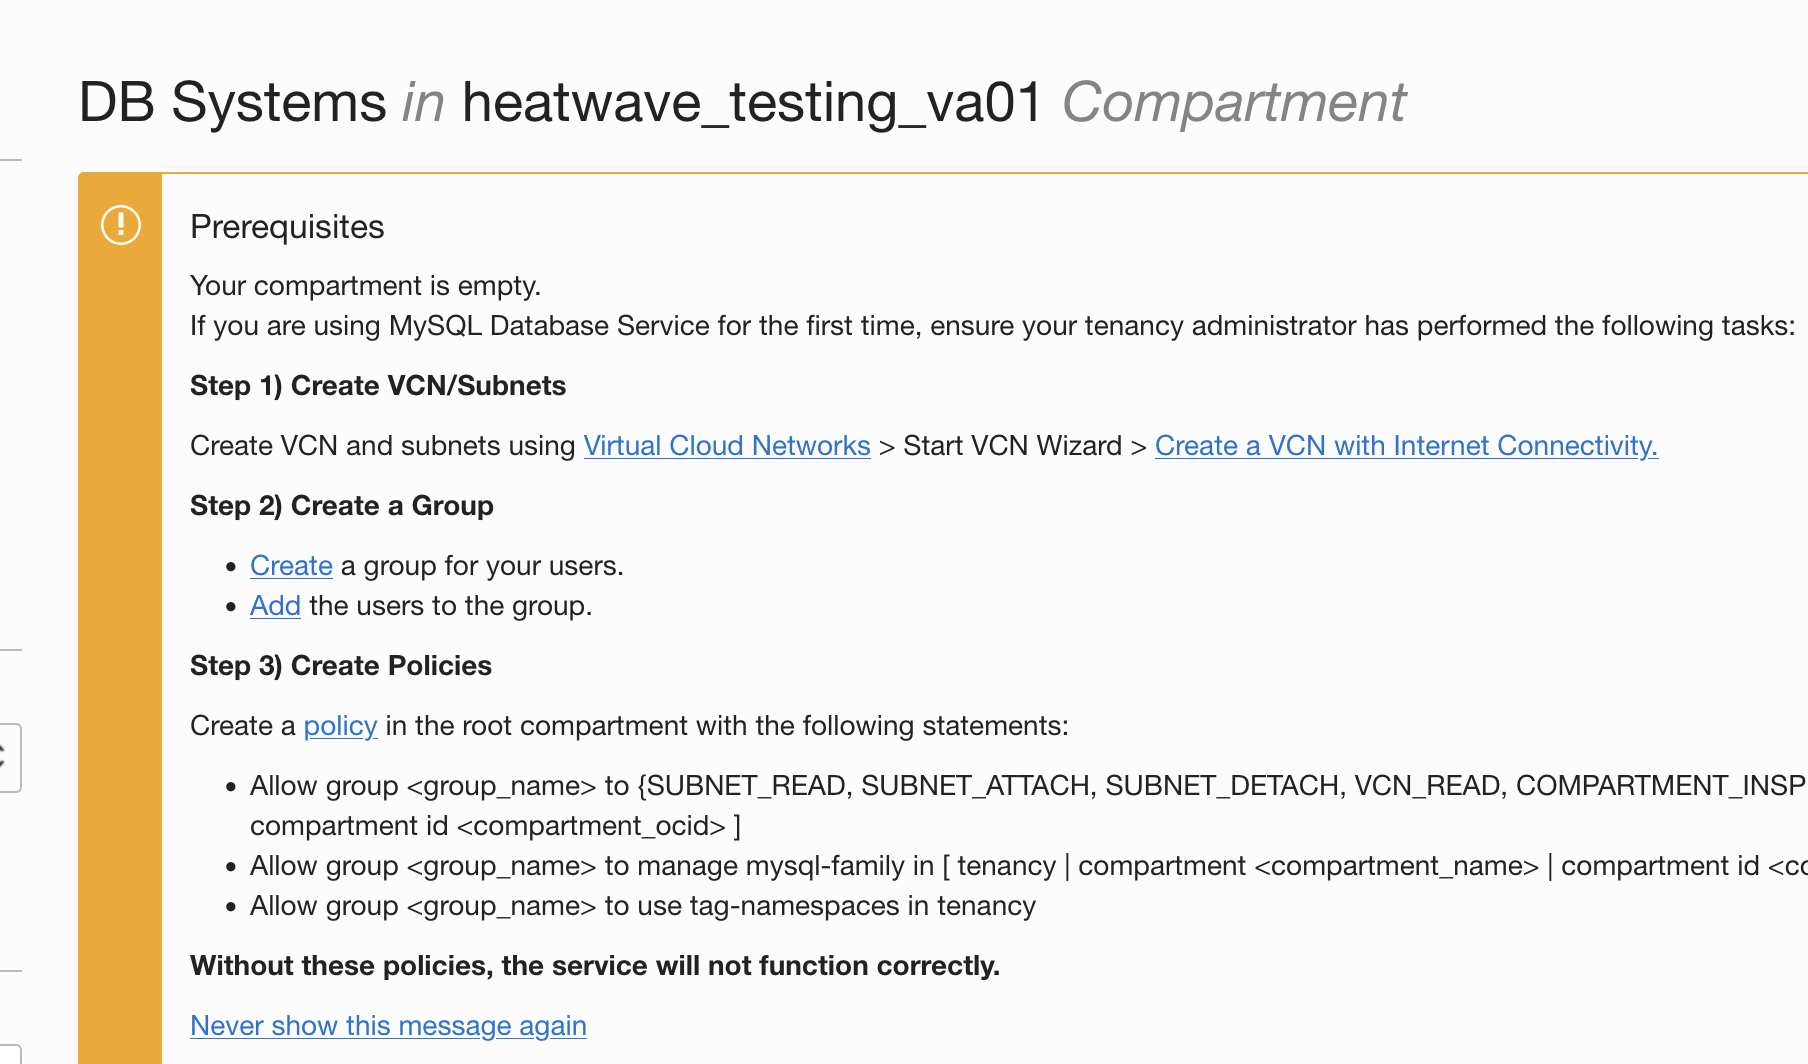 DB Systems in heatwave_testing_va01 Compartment
Prerequisites
Your compartment is empty.
If you are using MySQL Database Service for the first time, ensure your tenancy administrator has performed the following tasks:
Step 1) Create VCN/Subnets
Create VCN and subnets using Virtual Cloud Networks > Start VCN Wizard > Create a VCN with Internet Connectivity.
Step 2) Create a Group
• Create a group for your users.
• Add the users to the group.
Step 3) Create Policies
Create a policy in the root compartment with the following statements:
• Allow group <group_name> to {SUBNET_READ, SUBNET_ATTACH, SUBNET_DETACH, VCN_READ, COMPARTMENT_INSP
compartment id <compartment_ocid> ]
• Allow group <group_name> to manage mysql-family in [ tenancy | compartment <compartment_name> | compartment id <co
• Allow group <group_name> to use tag-namespaces in tenancy
Without these policies, the service will not function correctly.
Never show this message again